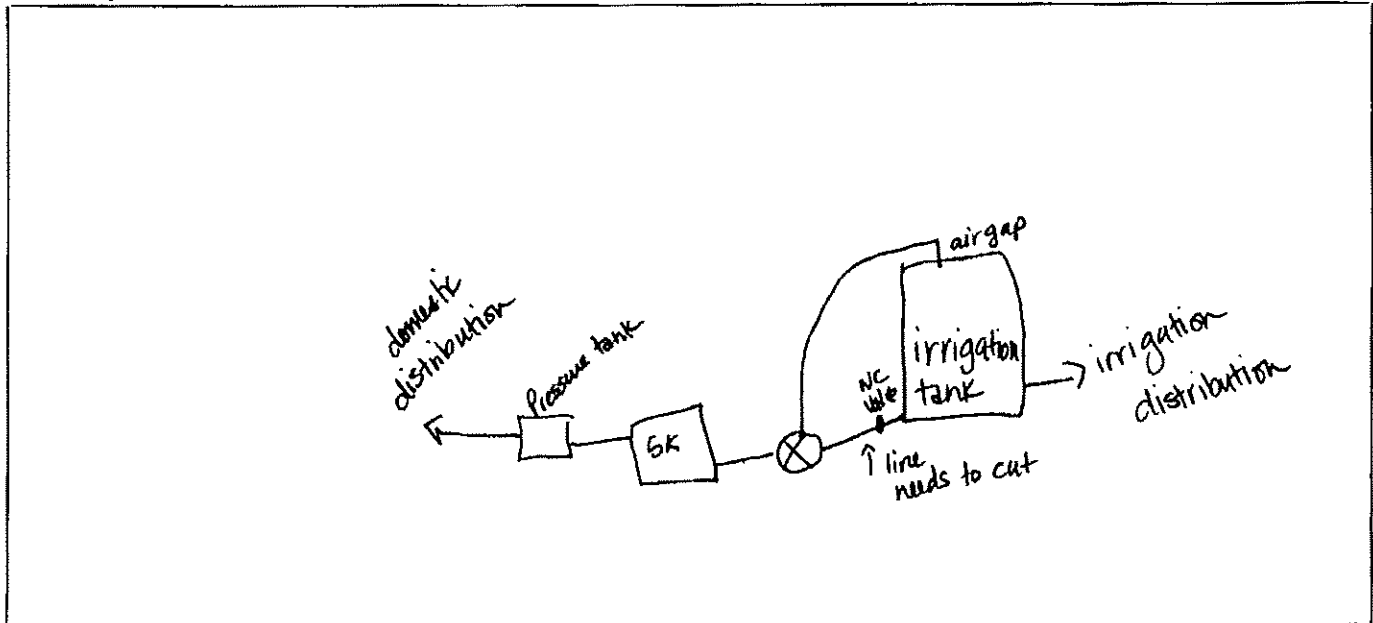 airgap
domestic
distribution
Pressure tank
5K
NC
Valve
irrigation
tank
irrigation
distribution
↑ line
needs to cut